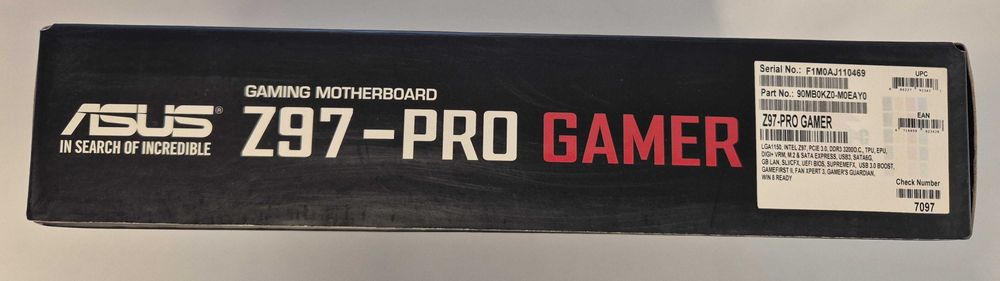 ASUS
IN SEARCH OF INCREDIBLE
GAMING MOTHERBOARD
Z97-PRO GAMER
Serial No.: F1M0AJ110469
Part No.: 90MB0KZ0-M0EAY0
Z97-PRO GAMER
LGA1150, INTEL Z97, PCIE 3.0, DDR3 3200O.C., TPU, EPU,
DIGI+ VRM, M.2 & SATA EXPRESS, USB3, SATA6G,
GB LAN, SLI/CFX, UEFI BIOS, SUPREMEFX, USB 3.0 BOOST,
GAMEFIRST II, FAN XPERT 3, GAMER'S GUARDIAN,
WIN 8 READY
UPC
EAN
Check Number
7097